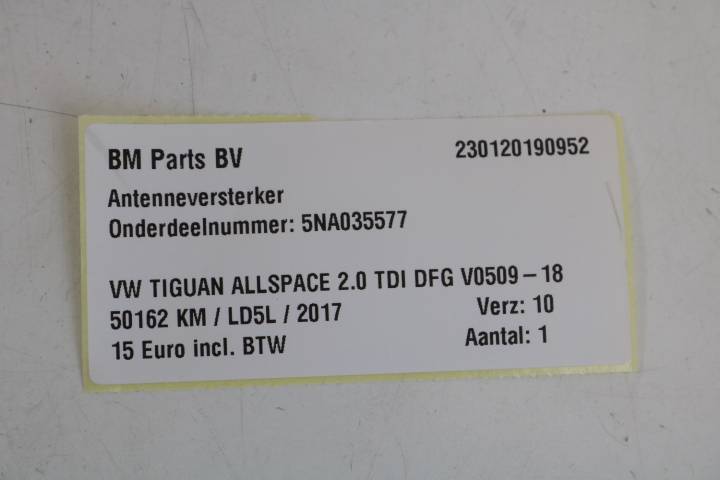 BM Parts BV 230120190952
Antenneversterker
Onderdeelnummer: 5NA035577
VW TIGUAN ALLSPACE 2.0 TDI DFG V0509-18
50162 KM / LD5L / 2017 Verz: 10
15 Euro incl. BTW Aantal: 1